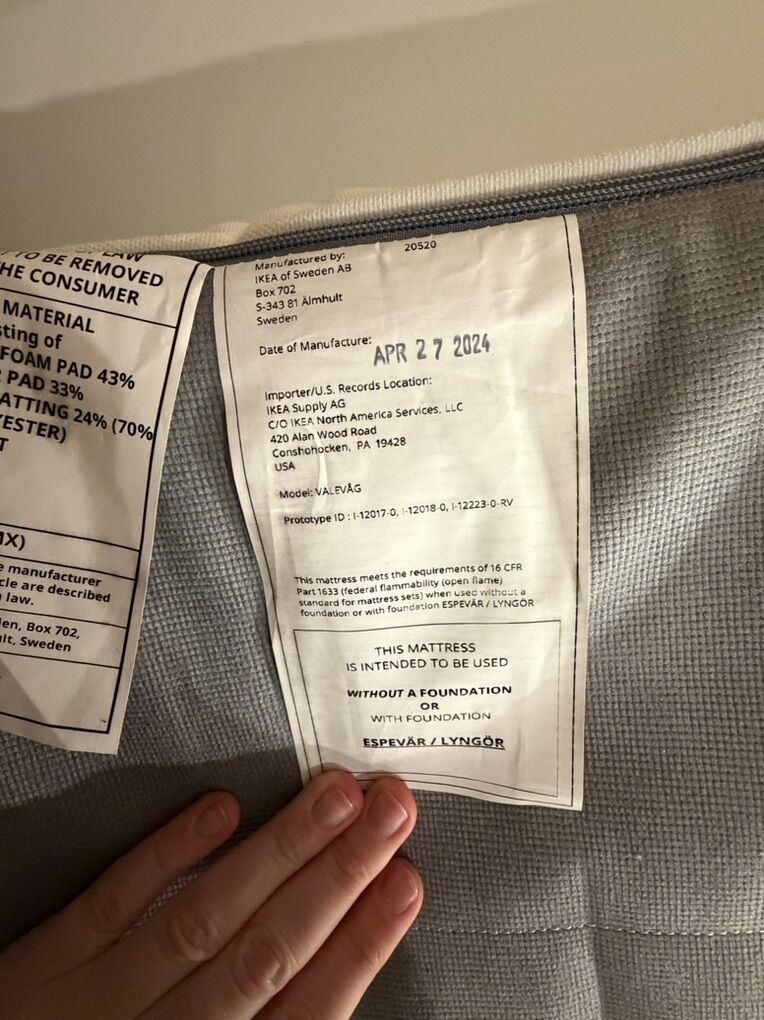 LAW
TO BE REMOVED
THE CONSUMER
MATERIAL
sting of
FOAM PAD 43%
PAD 33%
ATTING 24% (70%
YESTER)
T
MX)
e manufacturer
cle are described
law.
en, Box 702,
ult, Sweden
20520
Manufactured by:
IKEA of Sweden AB
Box 702
S-343 81 Älmhult
Sweden
Date of Manufacture: APR 27 2024
Importer/U.S. Records Location:
IKEA Supply AG
C/O IKEA North America Services, LLC
420 Alan Wood Road
Conshohocken, PA 19428
USA
Model: VALEVÅG
Prototype ID : I-12017-0, I-12018-0, I-12223-0-RV
This mattress meets the requirements of 16 CFR
Part 1633 (federal flammability (open flame)
standard for mattress sets) when used without a
foundation or with foundation ESPEVÄR / LYNGÖR
THIS MATTRESS
IS INTENDED TO BE USED
WITHOUT A FOUNDATION
OR
WITH FOUNDATION
ESPEVÄR / LYNGÖR